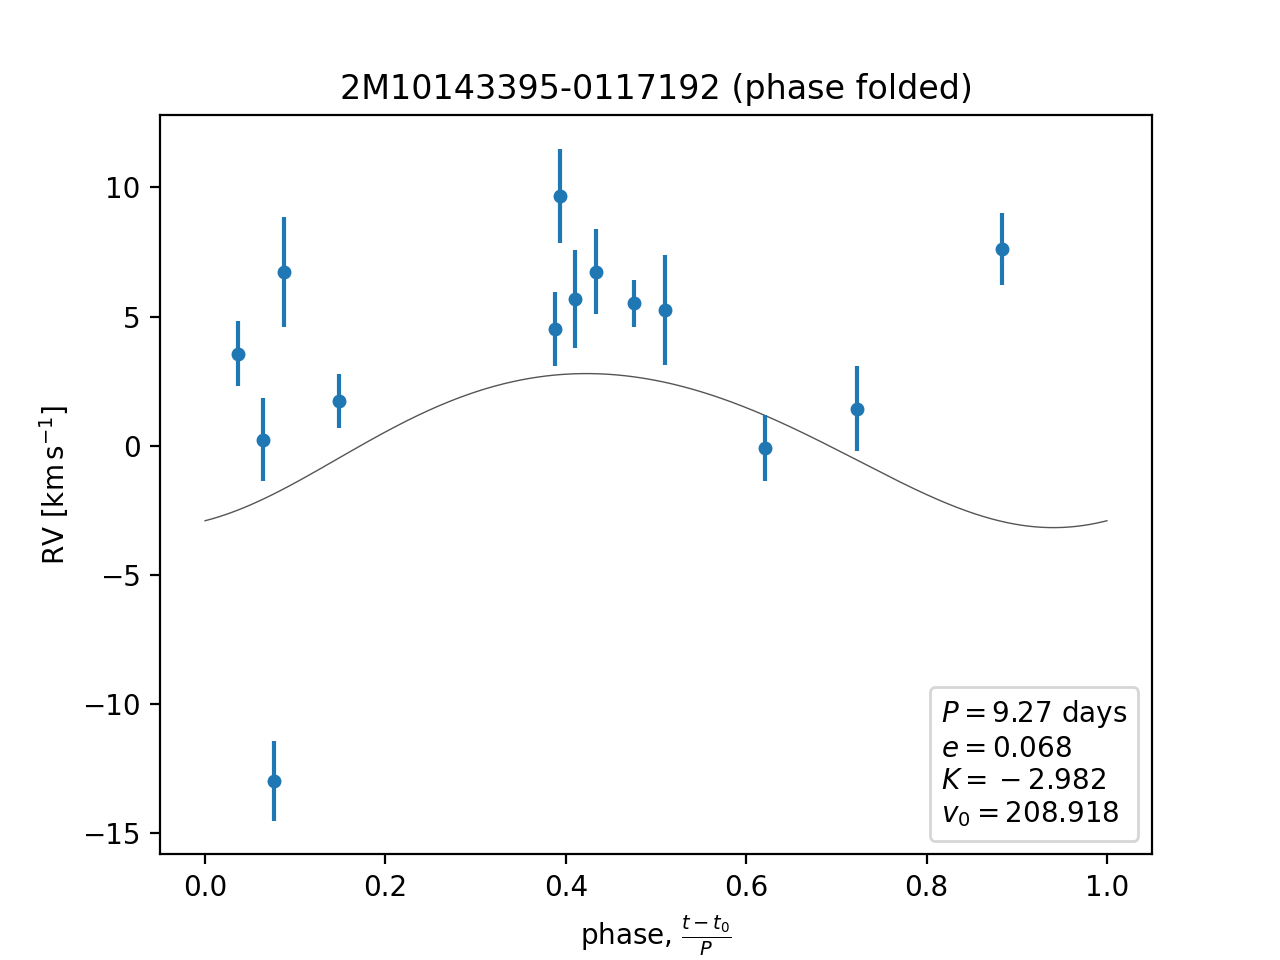 2M10143395-0117192 (phase folded)
10
5
0
−5
−10
−15
RV [km s⁻¹]
P = 9.27 days
e = 0.068
K = −2.982
v₀ = 208.918
0.0 0.2 0.4 0.6 0.8 1.0
phase, (t − t₀)/P